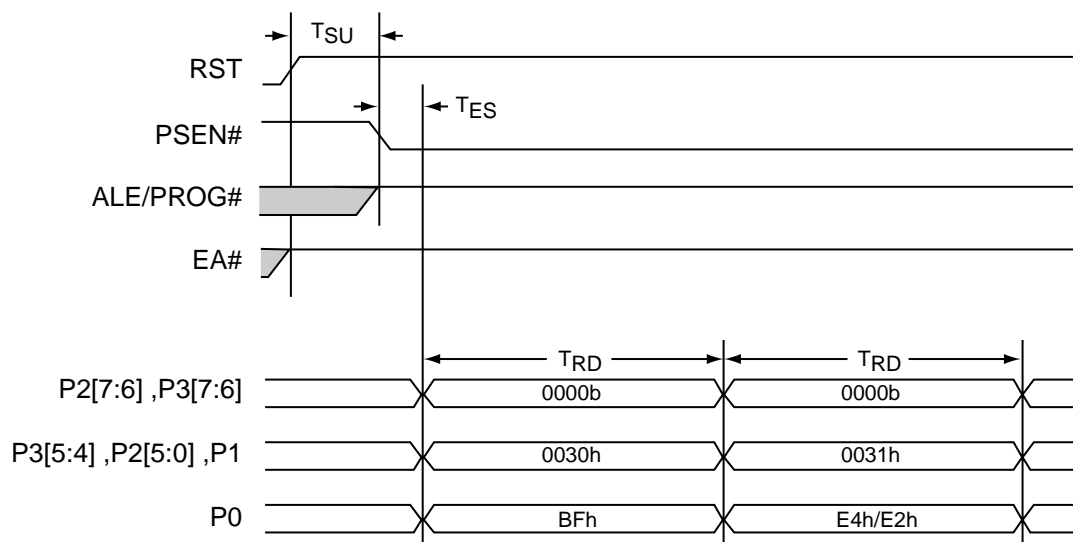 TSU
RST
TES
PSEN#
ALE/PROG#
EA#
TRD TRD
P2[7:6] ,P3[7:6] 0000b 0000b
P3[5:4] ,P2[5:0] ,P1 0030h 0031h
P0 BFh E4h/E2h